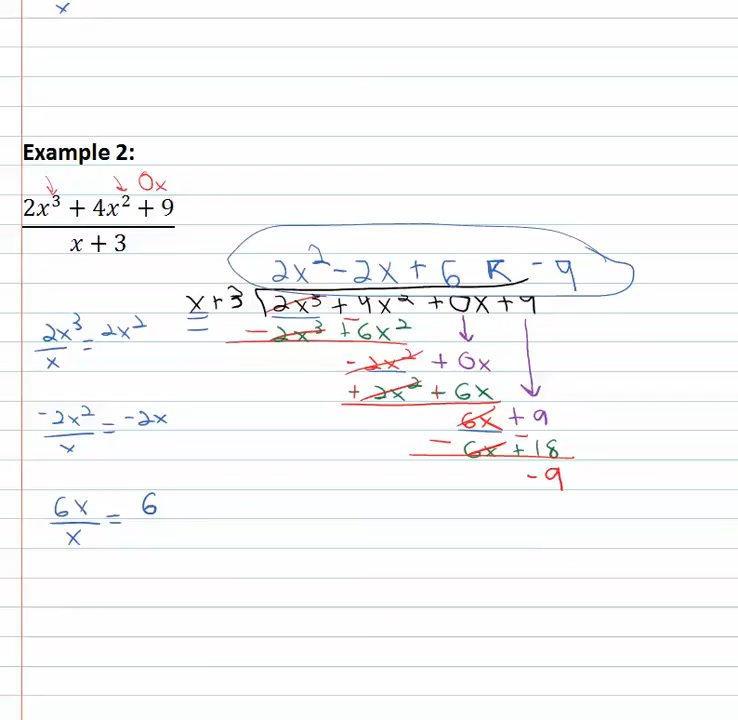 x
Example 2:
0x
2x³ + 4x² + 9
x + 3
2x² - 2x + 6 R - 9
x + 3 2x³ + 4x² + 0x + 9
2x³/x = 2x²
- 2x³ + 6x²
- 2x² + 0x
+ 2x² + 6x
-2x²/x = -2x
6x + 9
- 6x + 18
- 9
6x/x = 6